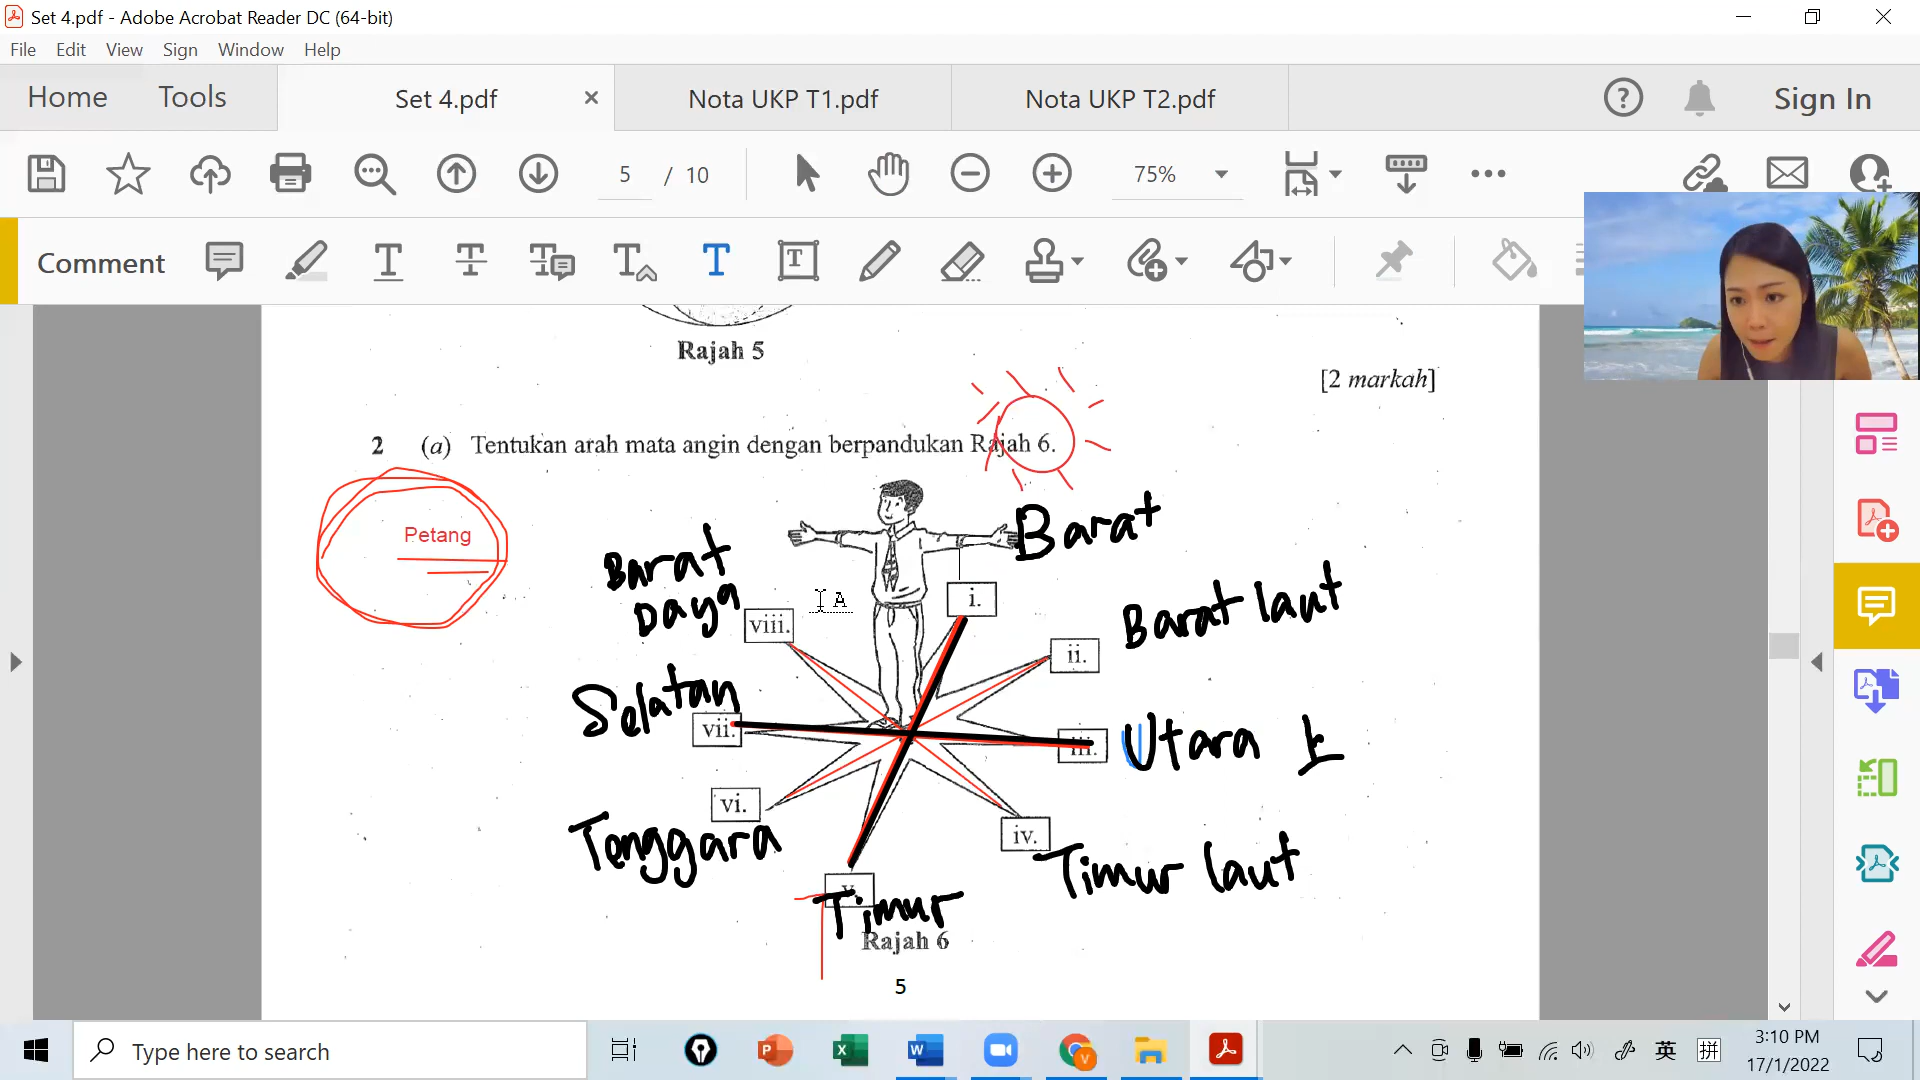 Set 4.pdf - Adobe Acrobat Reader DC (64-bit)
File Edit View Sign Window Help
Home Tools Set 4.pdf Nota UKP T1.pdf Nota UKP T2.pdf Sign In
5 / 10 75%
Comment
Rajah 5
[2 markah]
2 (a) Tentukan arah mata angin dengan berpandukan Rajah 6.
Petang
Barat
Barat
Daya
i.
viii.
Barat laut
ii.
Selatan
vii.
iii.
Utara
vi.
iv.
Tenggara
Timur laut
v.
Timur
Rajah 6
5
Type here to search
英 拼
3:10 PM
17/1/2022